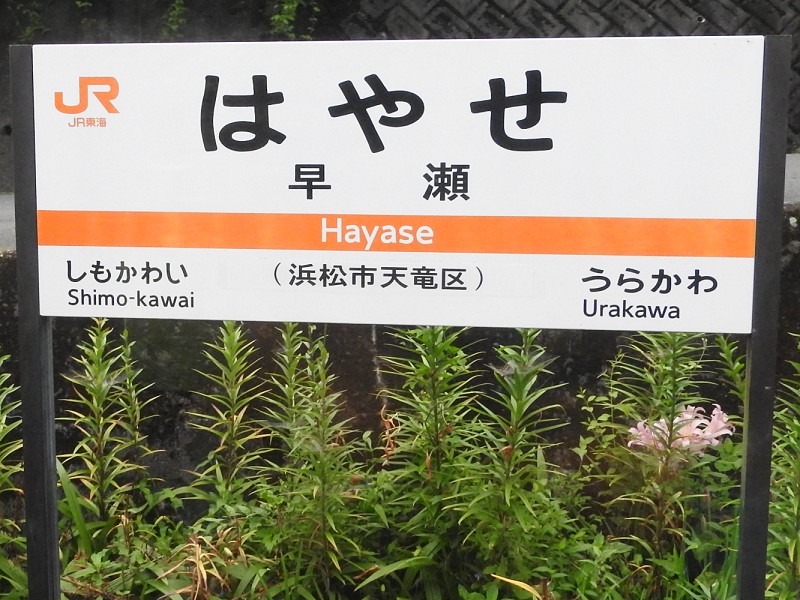 JR
JR東海
はやせ
早瀬
Hayase
しもかわい
Shimo-kawai
（浜松市天竜区）
うらかわ
Urakawa